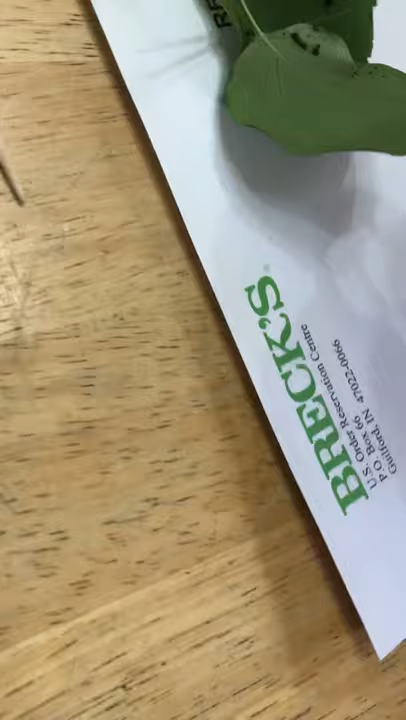 BRECK'S®
U.S. Order Reservation Centre
P.O. Box 66
Guilford, IN 47022-0066